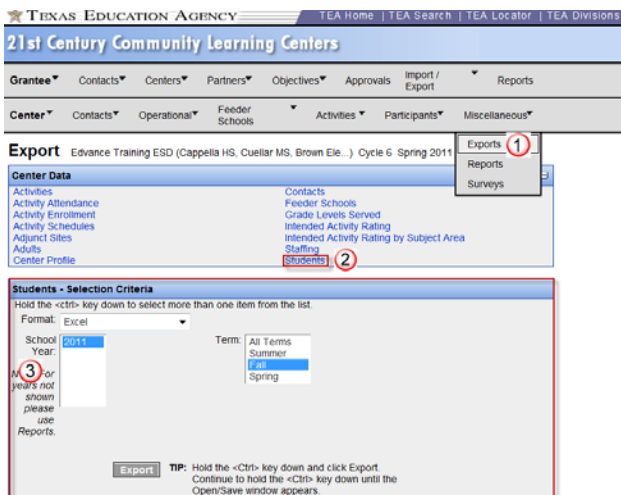 TEXAS EDUCATION AGENCY
TEA Home | TEA Search | TEA Locator | TEA Divisions
21st Century Community Learning Centers
Grantee Contacts Centers Partners Objectives Approvals Import / Export Reports
Center Contacts Operational Feeder Schools Activities Participants Miscellaneous
Exports 1
Reports
Surveys
Export Edvance Training ESD (Cappella HS, Cuellar MS, Brown Ele...) Cycle 6 Spring 2011
Center Data
Activities
Activity Attendance
Activity Enrollment
Activity Schedules
Adjunct Sites
Adults
Center Profile
Contacts
Feeder Schools
Grade Levels Served
Intended Activity Rating
Intended Activity Rating by Subject Area
Staffing
Students 2
Students - Selection Criteria
Hold the <ctrl> key down to select more than one item from the list.
Format: Excel
School Year: 2011
3
For
years not
shown
please
use
Reports.
Term: All Terms
Summer
Fall
Spring
Export
TIP: Hold the <Ctrl> key down and click Export.
Continue to hold the <Ctrl> key down until the
Open/Save window appears.